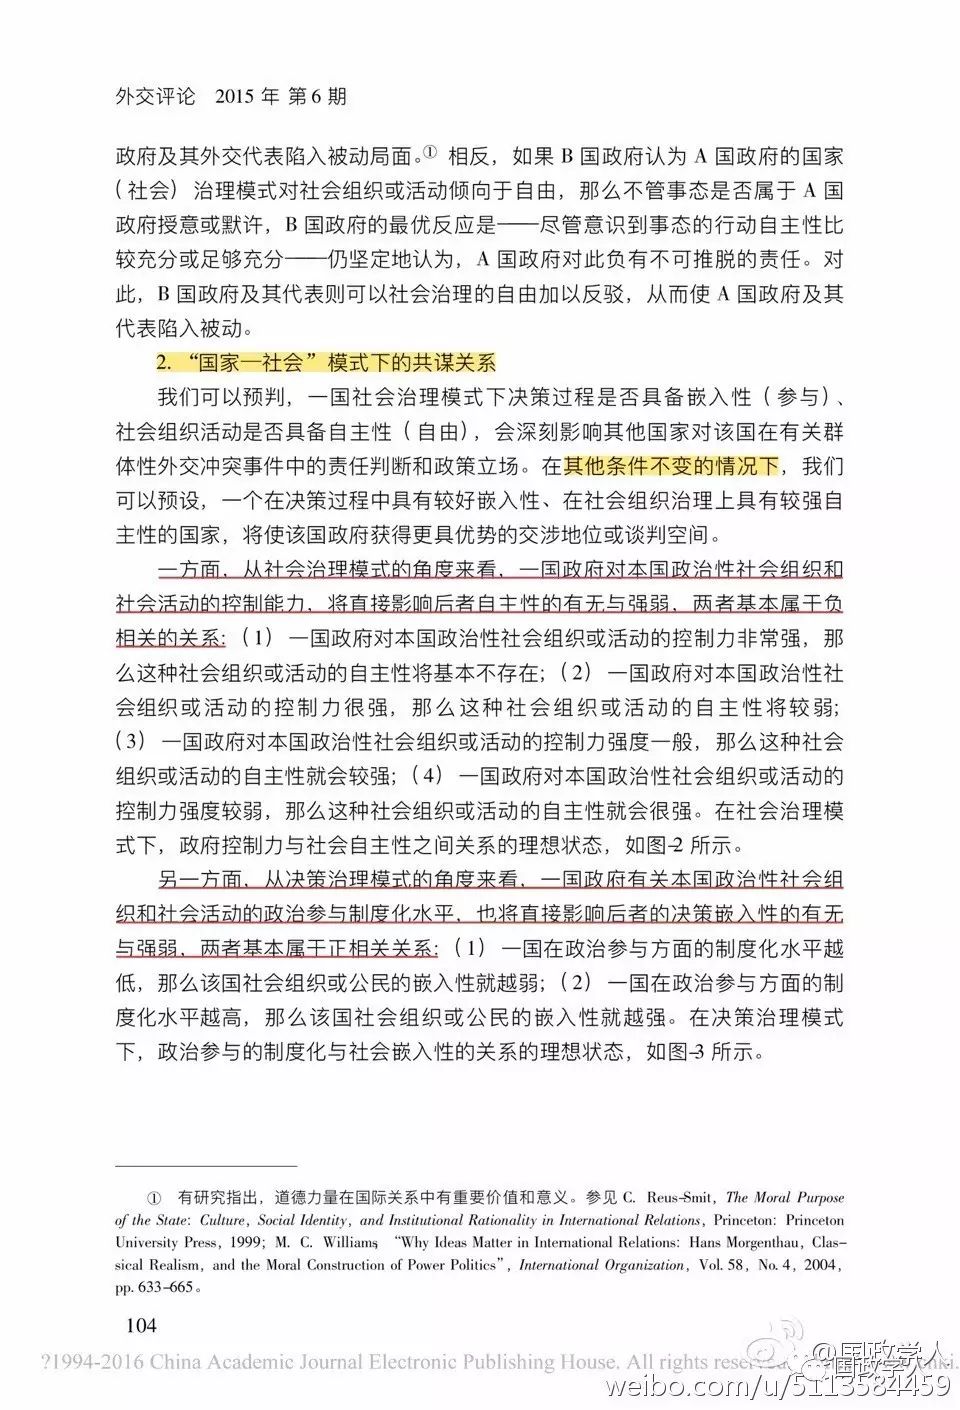 外交评论 2015 年 第 6 期
政府及其外交代表陷入被动局面。① 相反，如果 B 国政府认为 A 国政府的国家
（社会）治理模式对社会组织或活动倾向于自由，那么不管事态是否属于 A 国
政府授意或默许，B 国政府的最优反应是——尽管意识到事态的行动自主性比
较充分或足够充分——仍坚定地认为，A 国政府对此负有不可推脱的责任。对
此，B 国政府及其代表则可以社会治理的自由加以反驳，从而使 A 国政府及其
代表陷入被动。
2. “国家—社会”模式下的共谋关系
我们可以预判，一国社会治理模式下决策过程是否具备嵌入性（参与）、
社会组织活动是否具备自主性（自由），会深刻影响其他国家对该国在有关群
体性外交冲突事件中的责任判断和政策立场。在其他条件不变的情况下，我们
可以预设，一个在决策过程中具有较好嵌入性、在社会组织治理上具有较强自
主性的国家，将使该国政府获得更具优势的交涉地位或谈判空间。
一方面，从社会治理模式的角度来看，一国政府对本国政治性社会组织和
社会活动的控制能力，将直接影响后者自主性的有无与强弱，两者基本属于负
相关的关系：（1）一国政府对本国政治性社会组织或活动的控制力非常强，那
么这种社会组织或活动的自主性将基本不存在；（2）一国政府对本国政治性社
会组织或活动的控制力很强，那么这种社会组织或活动的自主性将较弱；
（3）一国政府对本国政治性社会组织或活动的控制力强度一般，那么这种社会
组织或活动的自主性就会较强；（4）一国政府对本国政治性社会组织或活动的
控制力强度较弱，那么这种社会组织或活动的自主性就会很强。在社会治理模
式下，政府控制力与社会自主性之间关系的理想状态，如图-2 所示。
另一方面，从决策治理模式的角度来看，一国政府有关本国政治性社会组
织和社会活动的政治参与制度化水平，也将直接影响后者的决策嵌入性的有无
与强弱，两者基本属于正相关关系：（1）一国在政治参与方面的制度化水平越
低，那么该国社会组织或公民的嵌入性就越弱；（2）一国在政治参与方面的制
度化水平越高，那么该国社会组织或公民的嵌入性就越强。在决策治理模式
下，政治参与的制度化与社会嵌入性的关系的理想状态，如图-3 所示。
① 有研究指出，道德力量在国际关系中有重要价值和意义。参见 C. Reus-Smit, The Moral Purpose
of the State: Culture, Social Identity, and Institutional Rationality in International Relations, Princeton: Princeton
University Press, 1999; M. C. Williams, “Why Ideas Matter in International Relations: Hans Morgenthau, Clas-
sical Realism, and the Moral Construction of Power Politics”, International Organization, Vol. 58, No. 4, 2004,
pp. 633-665。
104
?1994-2016 China Academic Journal Electronic Publishing House. All rights reserved.
@国政学人
国政学人
weibo.com/u/5113584459